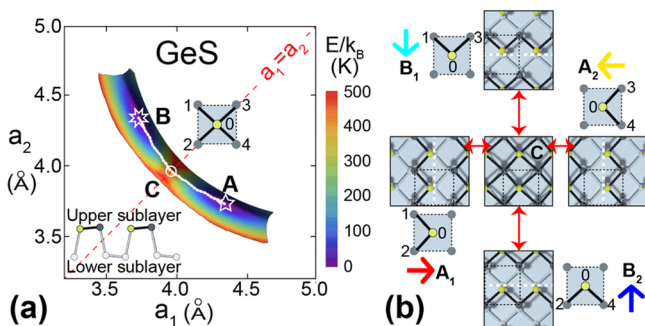 GeS
a₁=a₂
E/k_B
(K)
5.0
4.5
4.0
3.5
a₂
(Å)
B
C
A
1
3
0
2
4
500
400
300
200
100
0
Upper sublayer
Lower sublayer
3.5
4.0
4.5
5.0
a₁(Å)
(a)
B₁
1
3
0
A₂
3
0
4
C
1
0
2
A₁
0
2
4
B₂
(b)